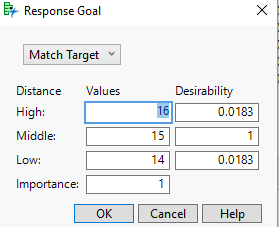 Response Goal
Match Target
Distance Values Desirability
High: 16 0.0183
Middle: 15 1
Low: 14 0.0183
Importance: 1
OK Cancel Help